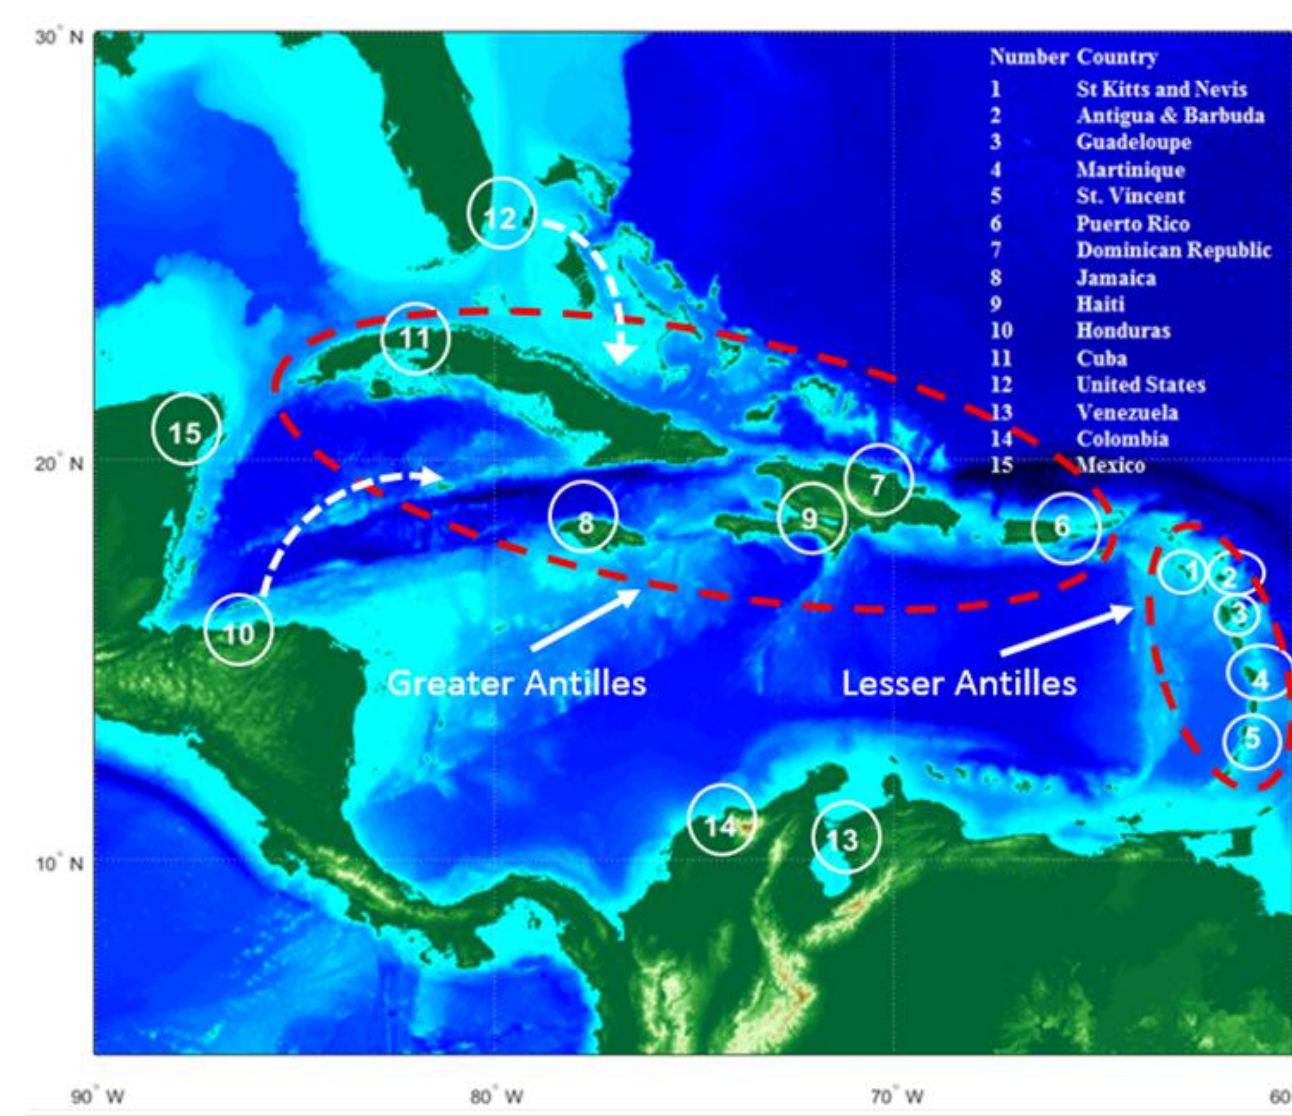 30° N
Number Country
1 St Kitts and Nevis
2 Antigua & Barbuda
3 Guadeloupe
4 Martinique
5 St. Vincent
6 Puerto Rico
7 Dominican Republic
8 Jamaica
9 Haiti
10 Honduras
11 Cuba
12 United States
13 Venezuela
14 Colombia
15 Mexico
12
11
15
20° N
7
9
8
6
1
2
3
10
Greater Antilles
Lesser Antilles
4
5
14
13
10° N
90° W
80° W
70° W
60